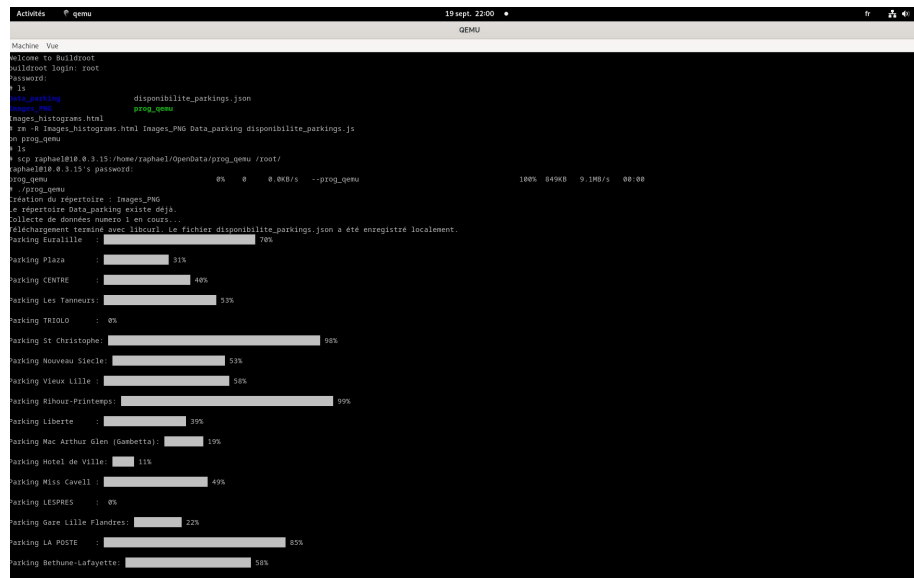 Activités qemu 19 sept. 22:00 fr
QEMU
Machine Vue
Welcome to Buildroot
buildroot login: root
Password:
# ls
Data_parking disponibilite_parkings.json
Images_PNG prog_qemu
Images_histograms.html
# rm -R Images_histograms.html Images_PNG Data_parking disponibilite_parkings.js
on prog_qemu
# ls
# scp raphael@10.0.3.15:/home/raphael/OpenData/prog_qemu /root/
raphael@10.0.3.15's password:
prog_qemu 0% 0 0.0KB/s --prog_qemu 100% 849KB 9.1MB/s 00:00
# ./prog_qemu
Création du répertoire : Images_PNG
Le répertoire Data_parking existe déjà.
Collecte de données numero 1 en cours...
Téléchargement terminé avec libcurl. Le fichier disponibilite_parkings.json a été enregistré localement.
Parking Euralille : 70%
Parking Plaza : 31%
Parking CENTRE : 40%
Parking Les Tanneurs: 53%
Parking TRIOLO : 0%
Parking St Christophe: 98%
Parking Nouveau Siecle: 53%
Parking Vieux Lille : 58%
Parking Rihour-Printemps: 99%
Parking Liberte : 39%
Parking Mac Arthur Glen (Gambetta): 19%
Parking Hotel de Ville: 11%
Parking Miss Cavell : 49%
Parking LESPRES : 0%
Parking Gare Lille Flandres: 22%
Parking LA POSTE : 85%
Parking Bethune-Lafayette: 58%